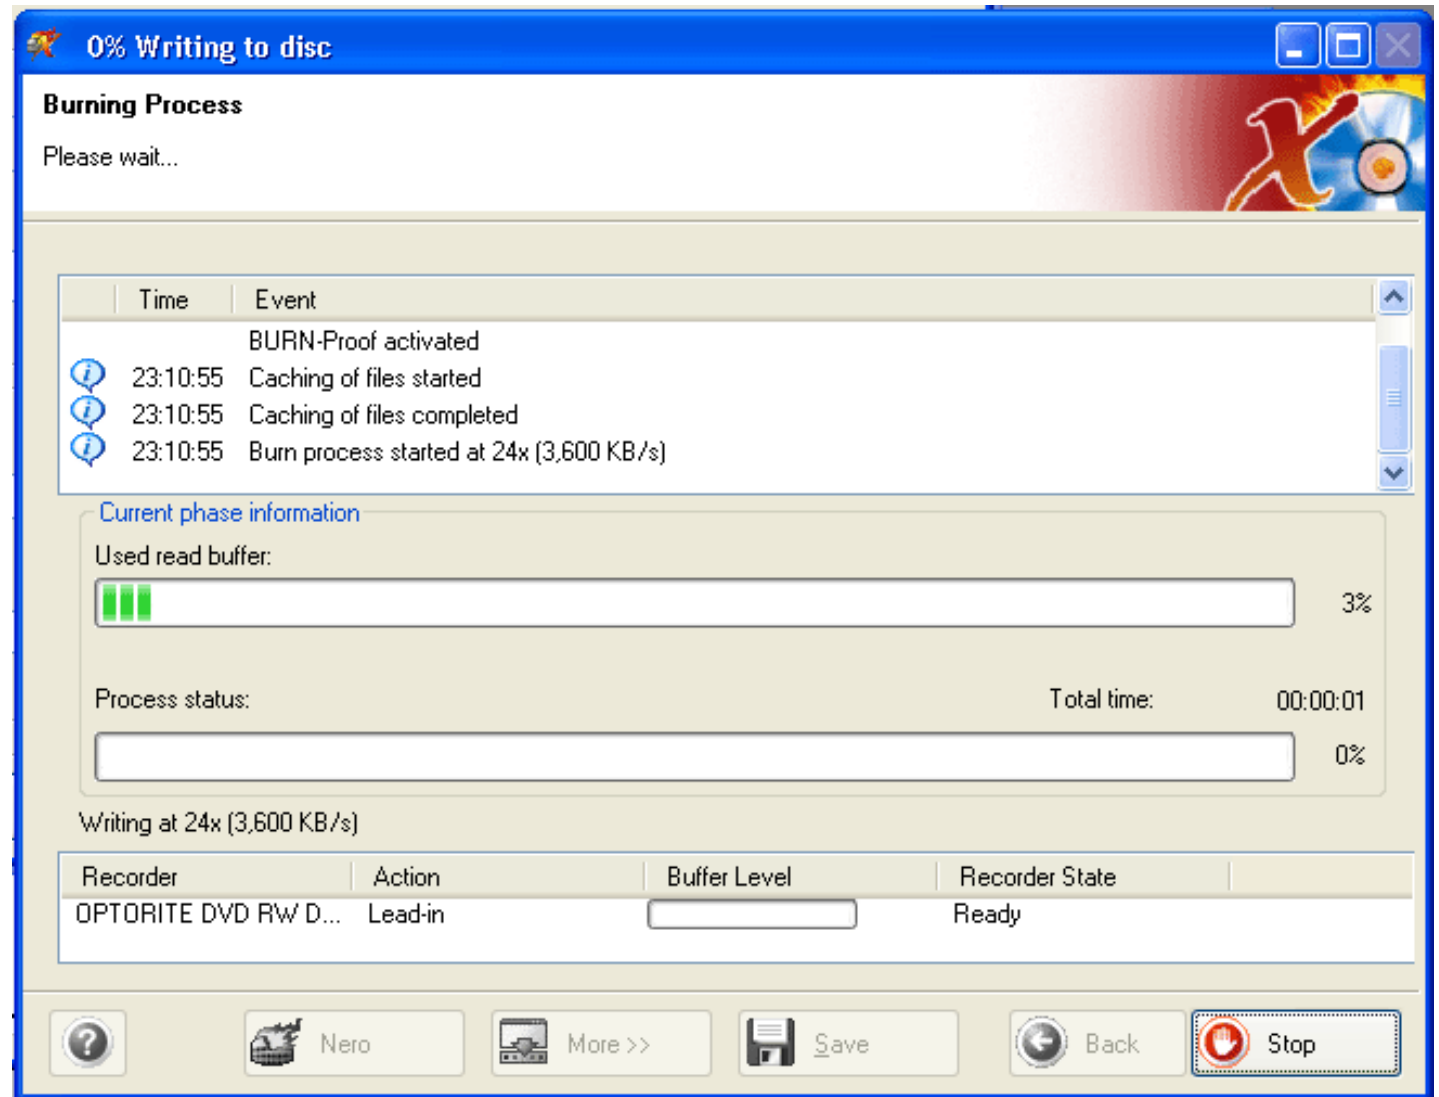 0% Writing to disc
Burning Process
Please wait...
Time Event
BURN-Proof activated
23:10:55 Caching of files started
23:10:55 Caching of files completed
23:10:55 Burn process started at 24x (3,600 KB/s)
Current phase information
Used read buffer:
3%
Process status: Total time: 00:00:01
0%
Writing at 24x (3,600 KB/s)
Recorder Action Buffer Level Recorder State
OPTORITE DVD RW D... Lead-in Ready
Nero More >> Save Back Stop